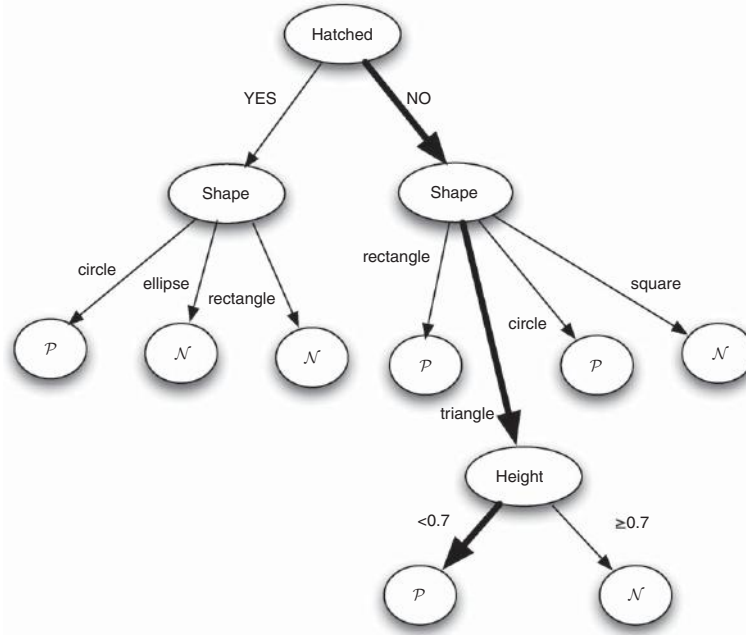 Hatched
YES
NO
Shape
Shape
circle
ellipse
rectangle
rectangle
circle
square
𝒫
𝒩
𝒩
𝒫
𝒫
𝒩
triangle
Height
<0.7
≥0.7
𝒫
𝒩